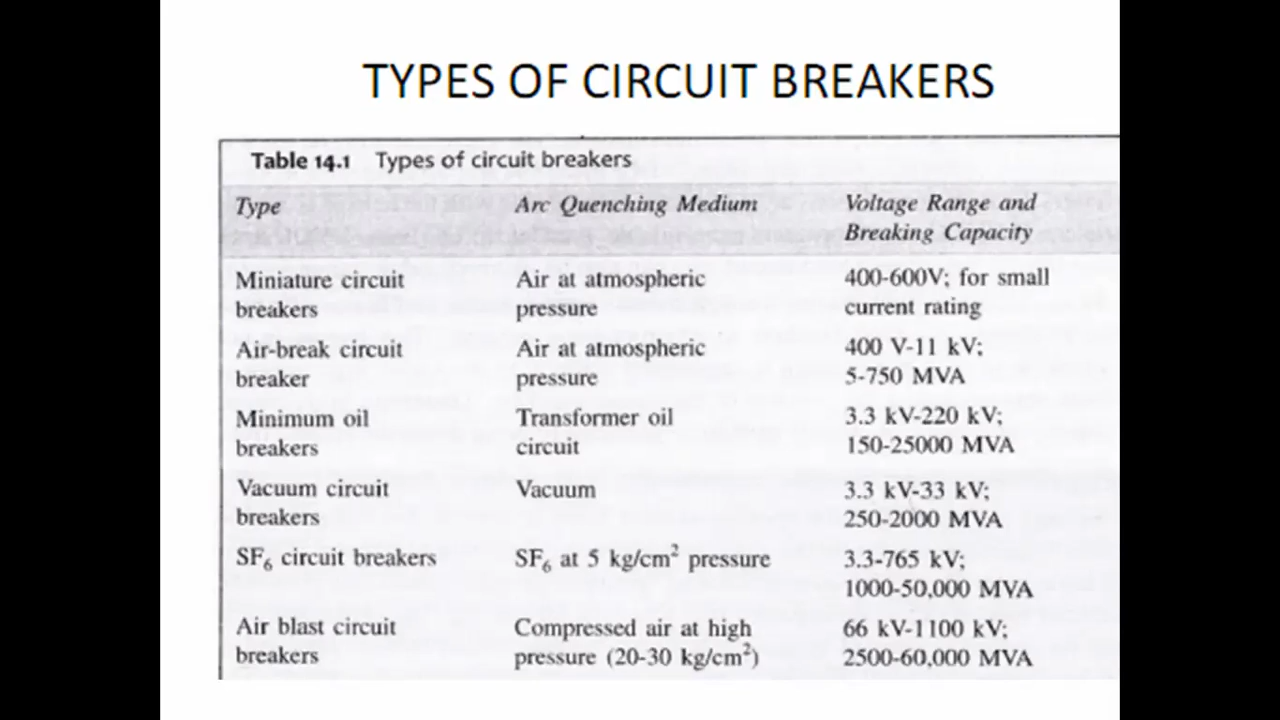 TYPES OF CIRCUIT BREAKERS
Table 14.1 Types of circuit breakers
Type Arc Quenching Medium Voltage Range and
Breaking Capacity
Miniature circuit Air at atmospheric 400-600V; for small
breakers pressure current rating
Air-break circuit Air at atmospheric 400 V-11 kV;
breaker pressure 5-750 MVA
Minimum oil Transformer oil 3.3 kV-220 kV;
breakers circuit 150-25000 MVA
Vacuum circuit Vacuum 3.3 kV-33 kV;
breakers 250-2000 MVA
SF₆ circuit breakers SF₆ at 5 kg/cm² pressure 3.3-765 kV;
1000-50,000 MVA
Air blast circuit Compressed air at high 66 kV-1100 kV;
breakers pressure (20-30 kg/cm²) 2500-60,000 MVA